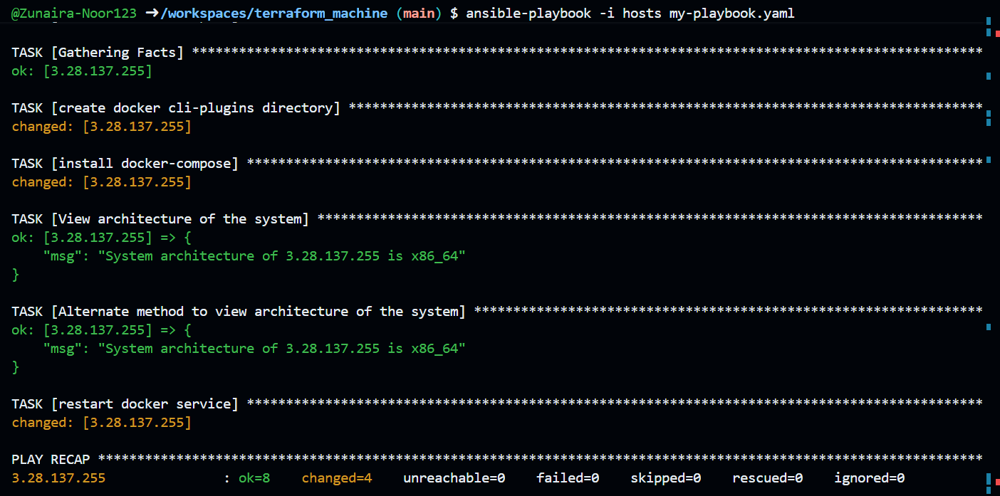 @Zunaira-Noor123 ➜/workspaces/terraform_machine (main) $ ansible-playbook -i hosts my-playbook.yaml
TASK [Gathering Facts] *****************************************************************************************************
ok: [3.28.137.255]
TASK [create docker cli-plugins directory] *********************************************************************************
changed: [3.28.137.255]
TASK [install docker-compose] **********************************************************************************************
changed: [3.28.137.255]
TASK [View architecture of the system] *************************************************************************************
ok: [3.28.137.255] => {
    "msg": "System architecture of 3.28.137.255 is x86_64"
}
TASK [Alternate method to view architecture of the system] *****************************************************************
ok: [3.28.137.255] => {
    "msg": "System architecture of 3.28.137.255 is x86_64"
}
TASK [restart docker service] **********************************************************************************************
changed: [3.28.137.255]
PLAY RECAP *****************************************************************************************************************
3.28.137.255               : ok=8    changed=4    unreachable=0    failed=0    skipped=0    rescued=0    ignored=0